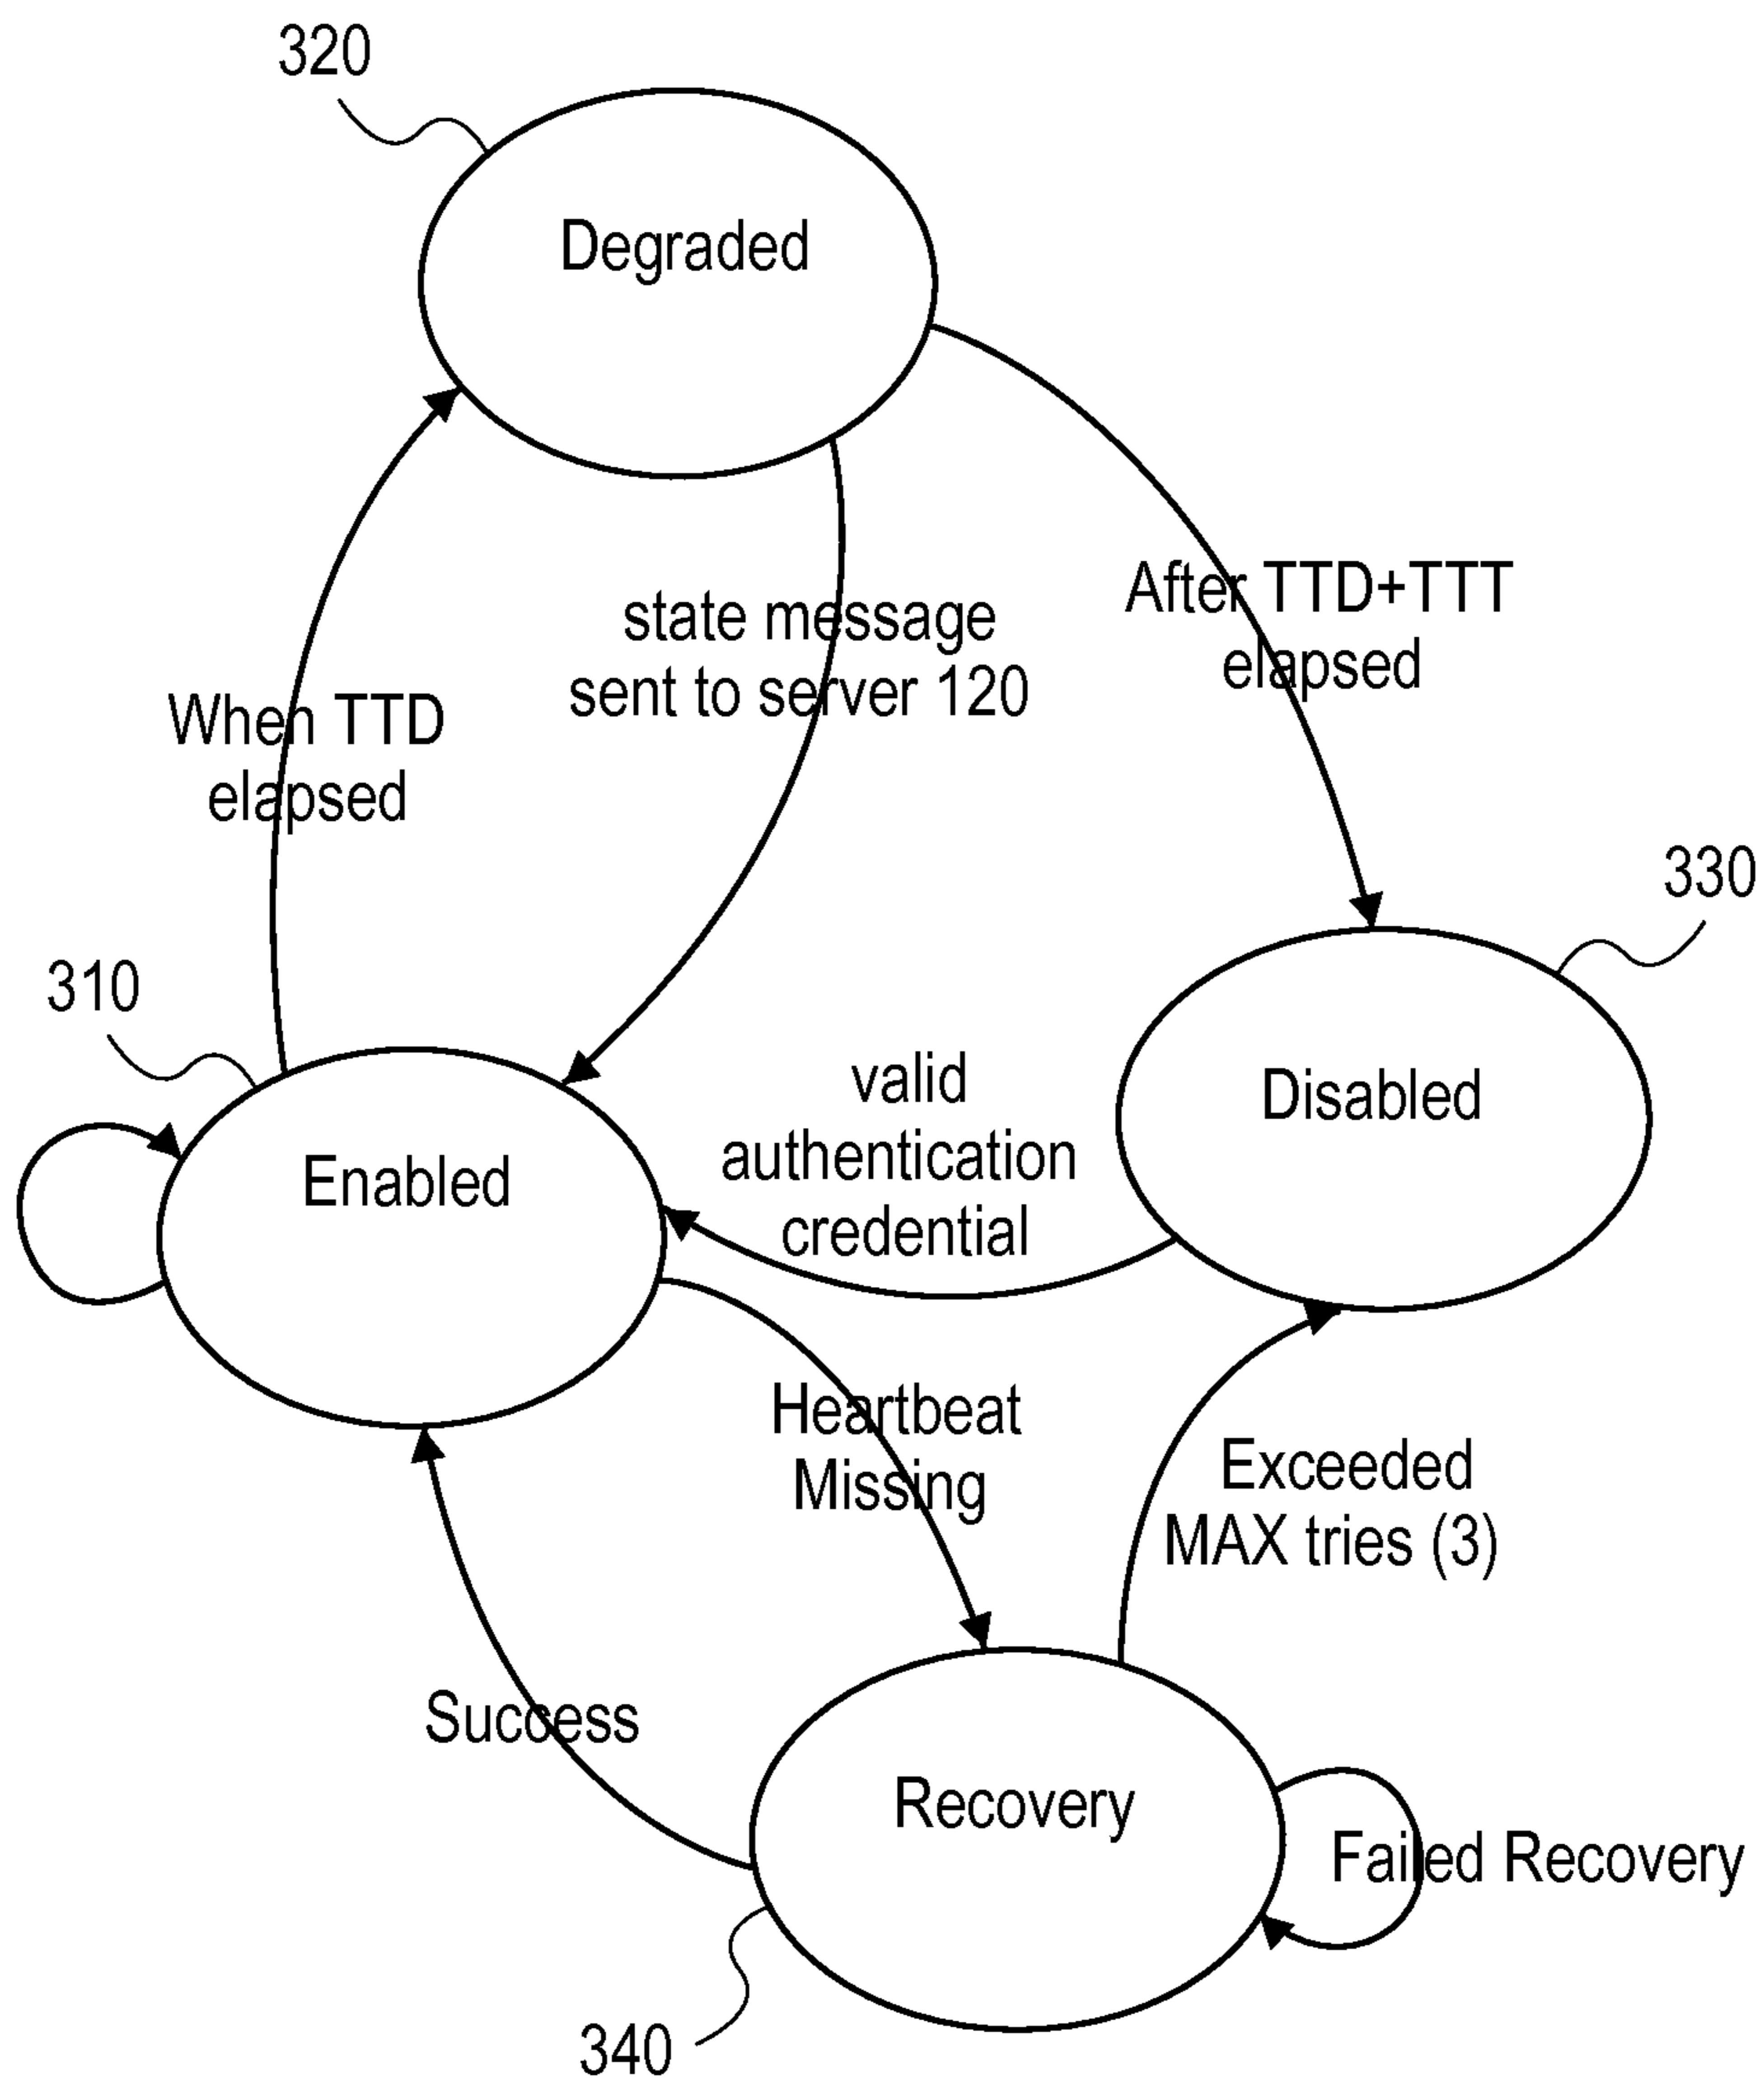 320
Degraded
After TTD+TTT
elapsed
state message
sent to server 120
When TTD
elapsed
330
310
valid
authentication
credential
Disabled
Enabled
Heartbeat
Missing
Exceeded
MAX tries (3)
Success
Recovery
Failed Recovery
340